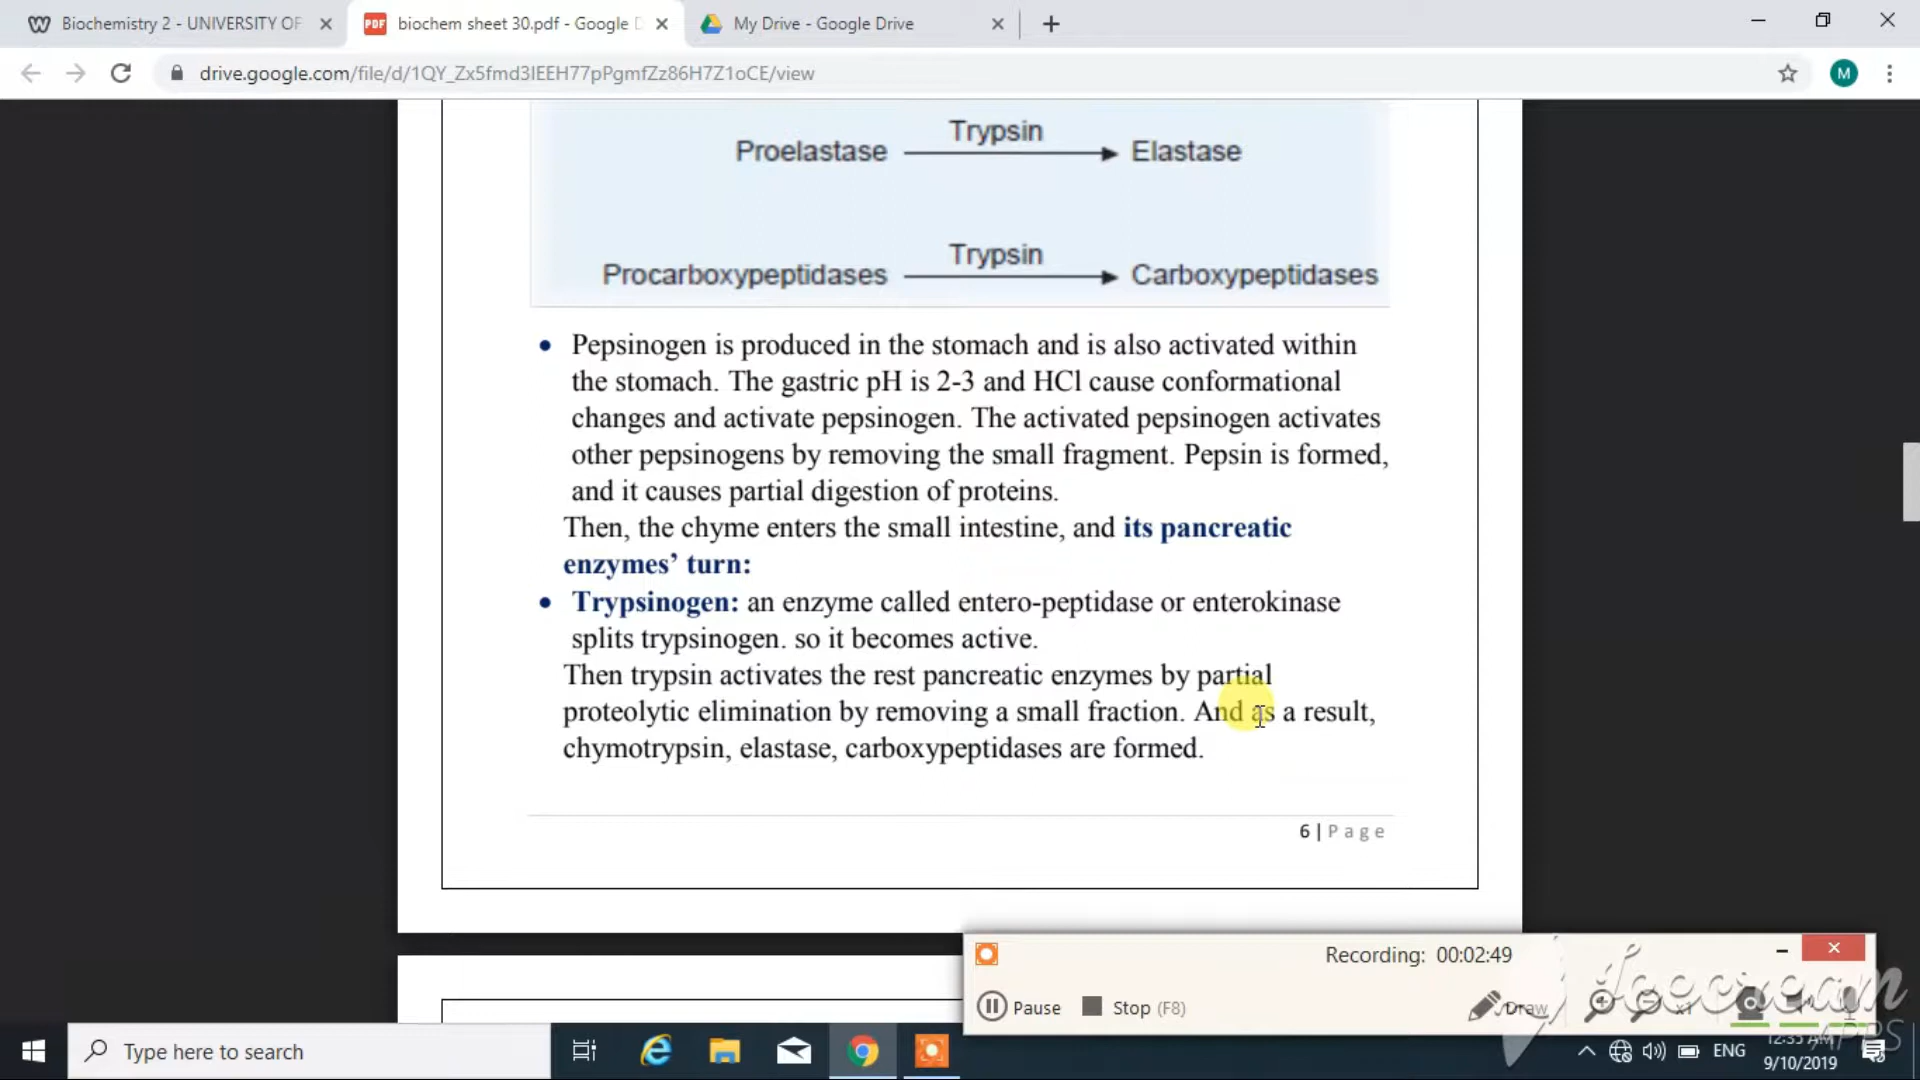 Biochemistry 2 - UNIVERSITY OF
PDF
biochem sheet 30.pdf - Google D
My Drive - Google Drive
drive.google.com/file/d/1QY_Zx5fmd3IEEH77pPgmfZz86H7Z1oCE/view
M
Trypsin
Proelastase Elastase
Trypsin
Procarboxypeptidases Carboxypeptidases
• Pepsinogen is produced in the stomach and is also activated within
the stomach. The gastric pH is 2-3 and HCl cause conformational
changes and activate pepsinogen. The activated pepsinogen activates
other pepsinogens by removing the small fragment. Pepsin is formed,
and it causes partial digestion of proteins.
Then, the chyme enters the small intestine, and its pancreatic
enzymes’ turn:
• Trypsinogen: an enzyme called entero-peptidase or enterokinase
splits trypsinogen. so it becomes active.
Then trypsin activates the rest pancreatic enzymes by partial
proteolytic elimination by removing a small fraction. And as a result,
chymotrypsin, elastase, carboxypeptidases are formed.
6 | Page
Recording: 00:02:49
Pause Stop (F8) Draw x1
Icecream
APPS
Type here to search
ENG
12:35 AM
9/10/2019